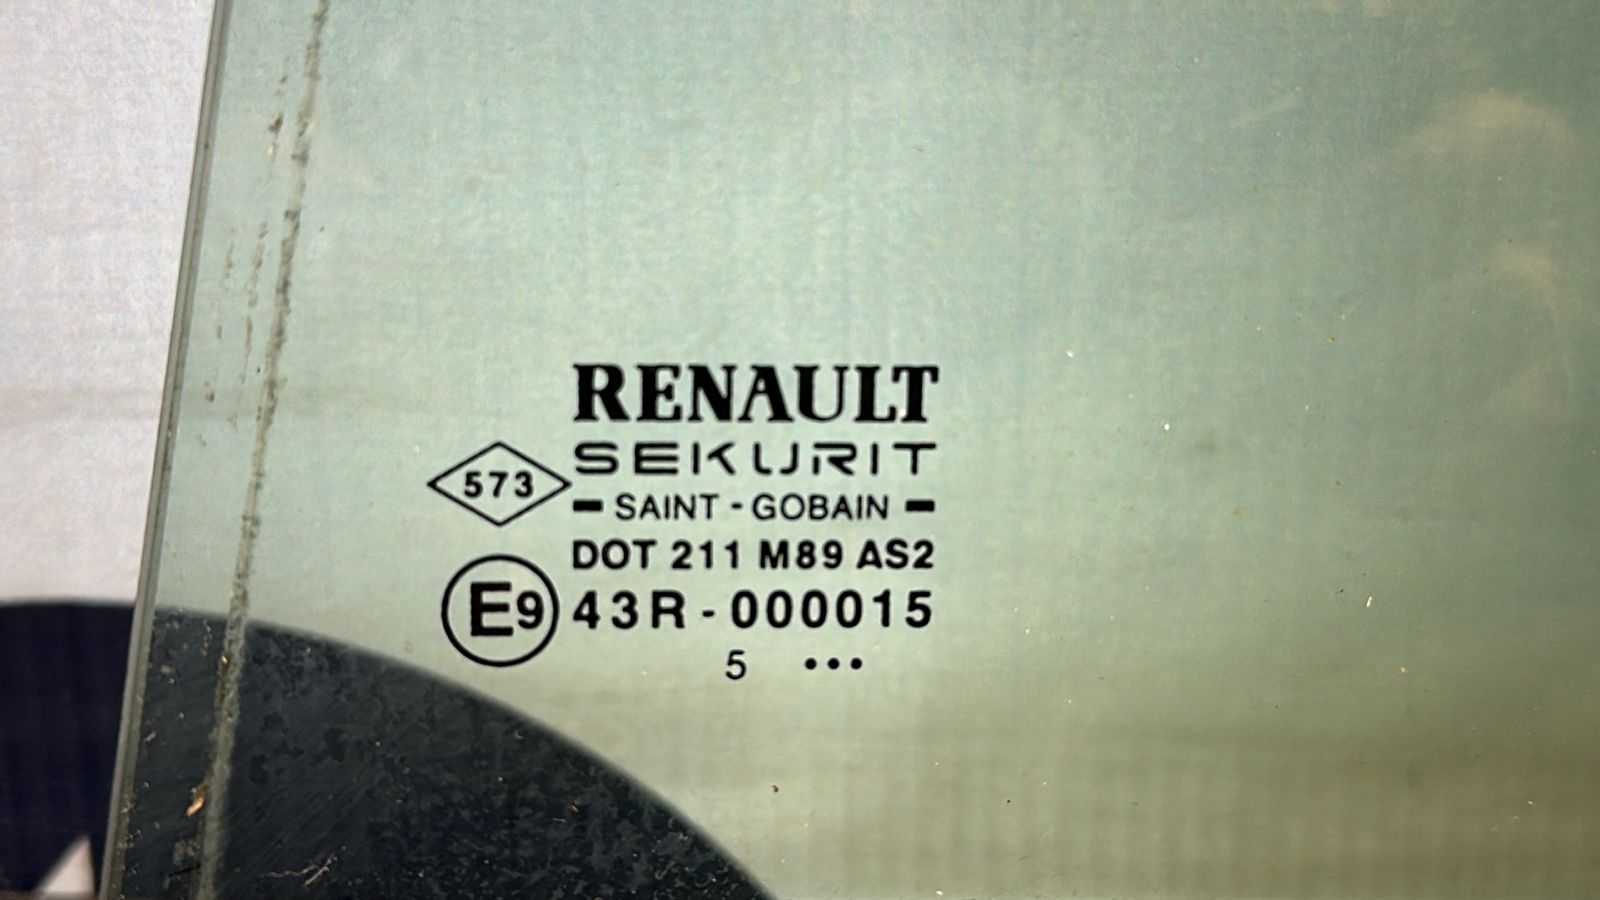 RENAULT
SEKURIT
573
SAINT - GOBAIN
DOT 211 M89 AS2
E9 43R - 000015
5 •••